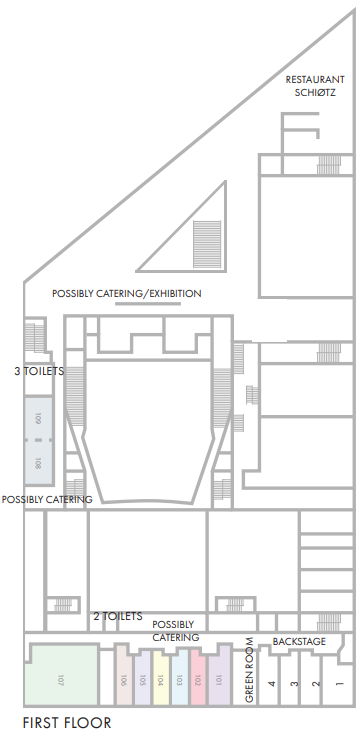 RESTAURANT
SCHIØTZ
POSSIBLY CATERING/EXHIBITION
3 TOILETS
109
108
POSSIBLY CATERING
2 TOILETS
POSSIBLY
CATERING
GREEN ROOM
BACKSTAGE
107
106
105
104
103
102
101
4
3
2
1
FIRST FLOOR